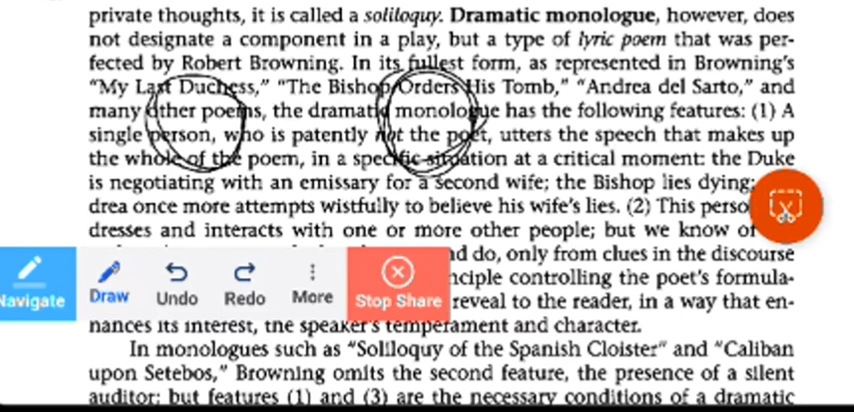 private thoughts, it is called a soliloquy. Dramatic monologue, however, does
not designate a component in a play, but a type of lyric poem that was per-
fected by Robert Browning. In its fullest form, as represented in Browning's
"My Last Duchess," "The Bishop Orders His Tomb," "Andrea del Sarto," and
many other poems, the dramatic monologue has the following features: (1) A
single person, who is patently not the poet, utters the speech that makes up
the whole of the poem, in a specific situation at a critical moment: the Duke
is negotiating with an emissary for a second wife; the Bishop lies dying;
drea once more attempts wistfully to believe his wife's lies. (2) This perso
dresses and interacts with one or more other people; but we know of
nd do, only from clues in the discourse
nciple controlling the poet's formula-
reveal to the reader, in a way that en-
Navigate Draw Undo Redo More Stop Share
hances its interest, the speaker's temperament and character.
In monologues such as "Soliloquy of the Spanish Cloister" and "Caliban
upon Setebos," Browning omits the second feature, the presence of a silent
auditor; but features (1) and (3) are the necessary conditions of a dramatic